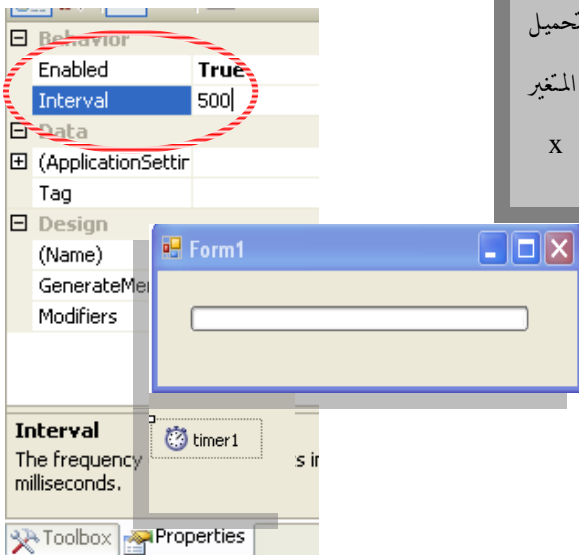 تحميل
المتغير
x
Behavior
Enabled True
Interval 500
Data
(ApplicationSettir
Tag
Design
(Name)
GenerateMe
Modifiers
Form1
timer1
Interval
The frequency s in
milliseconds.
Toolbox Properties